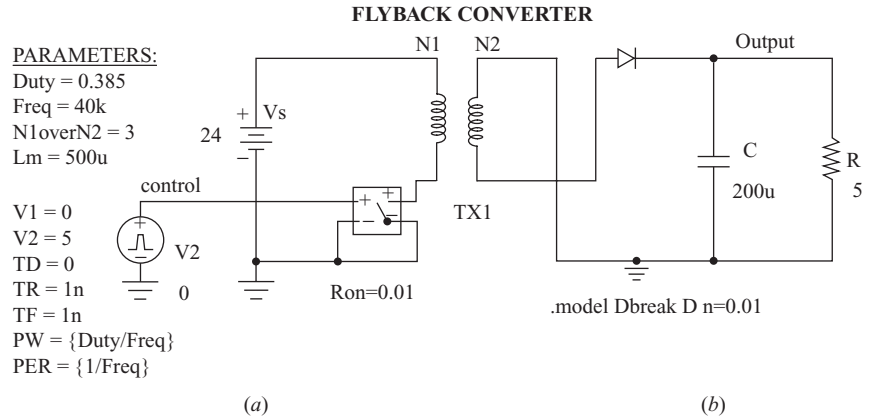 FLYBACK CONVERTER
PARAMETERS:
Duty = 0.385
Freq = 40k
N1overN2 = 3
Lm = 500u
N1
N2
Output
+
Vs
24
−
control
V1 = 0
V2 = 5
TD = 0
TR = 1n
TF = 1n
PW = {Duty/Freq}
PER = {1/Freq}
+
−
V2
0
+
+
−
−
Ron=0.01
TX1
C
200u
R
5
.model Dbreak D n=0.01
(a)
(b)